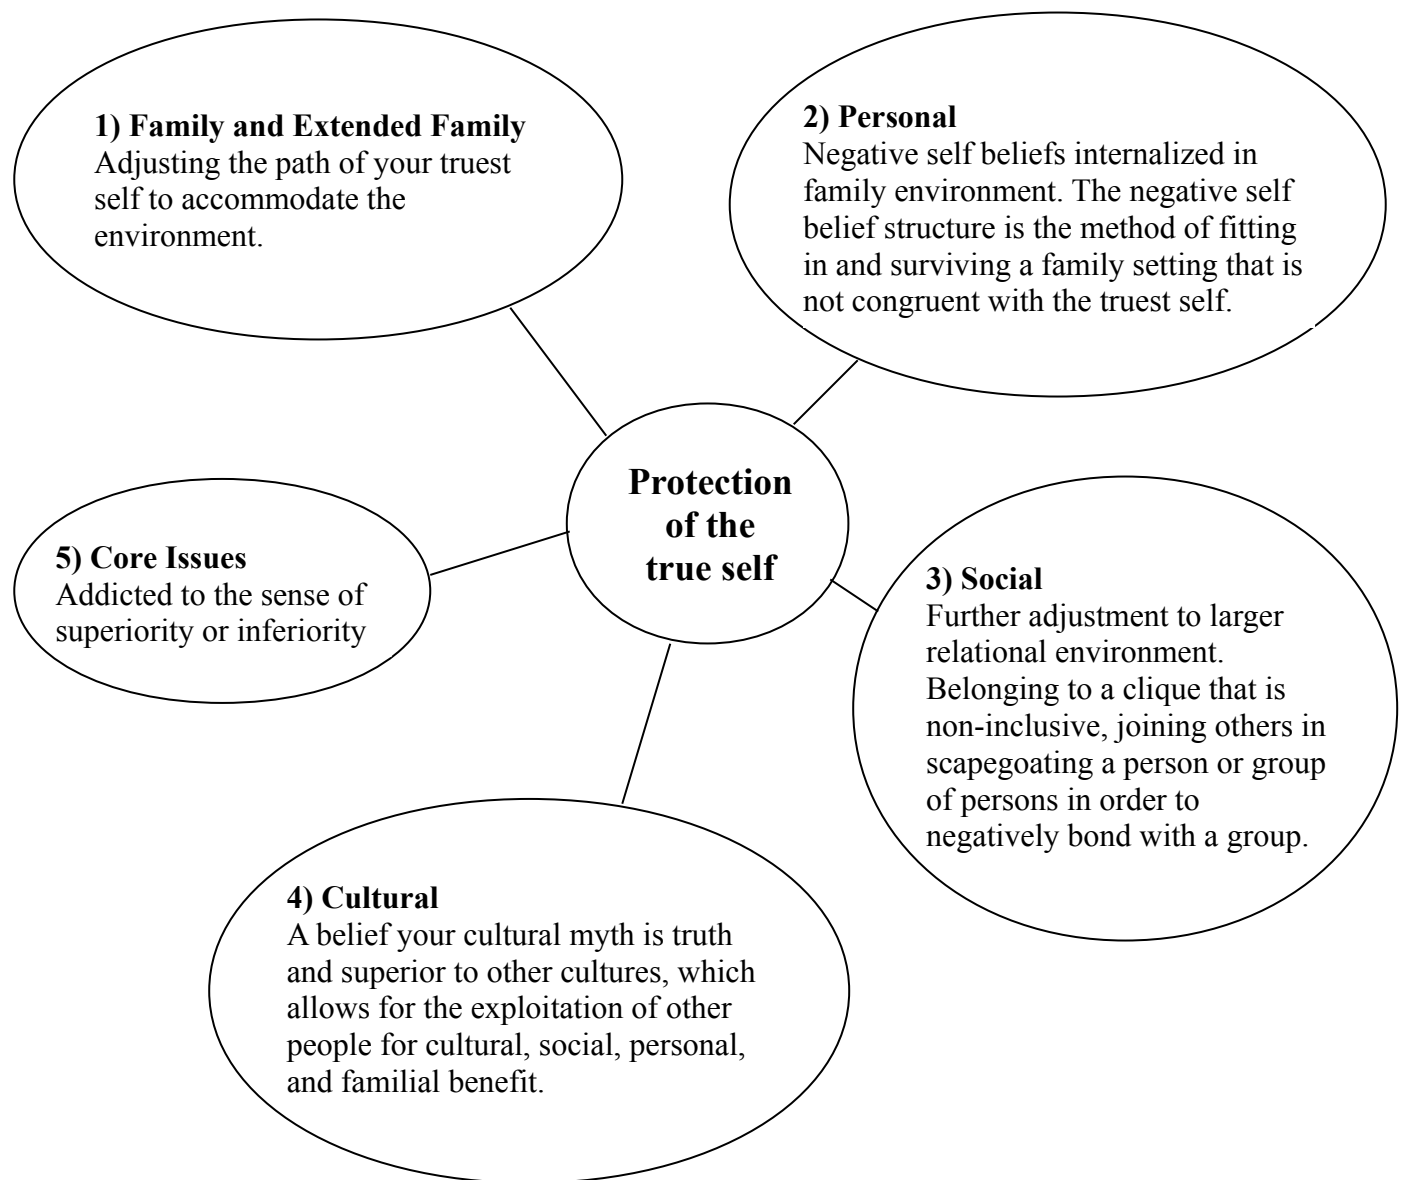 1) Family and Extended Family
Adjusting the path of your truest
self to accommodate the
environment.
2) Personal
Negative self beliefs internalized in
family environment. The negative self
belief structure is the method of fitting
in and surviving a family setting that is
not congruent with the truest self.
Protection
of the
true self
3) Social
Further adjustment to larger
relational environment.
Belonging to a clique that is
non-inclusive, joining others in
scapegoating a person or group
of persons in order to
negatively bond with a group.
4) Cultural
A belief your cultural myth is truth
and superior to other cultures, which
allows for the exploitation of other
people for cultural, social, personal,
and familial benefit.
5) Core Issues
Addicted to the sense of
superiority or inferiority